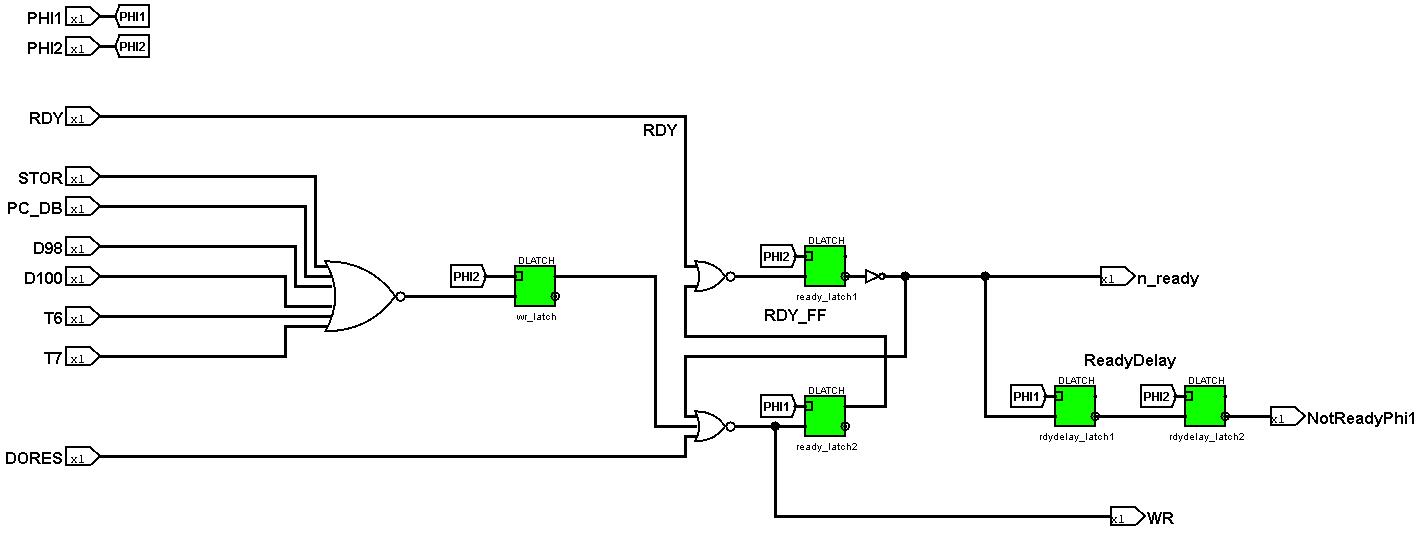 PHI1 x1 PHI1
PHI2 x1 PHI2
RDY x1
RDY
STOR x1
PC_DB x1
D98 x1
D100 x1
T6 x1
T7 x1
DORES x1
PHI2
DLATCH
wr_latch
PHI2
DLATCH
ready_latch1
RDY_FF
x1 n_ready
PHI1
DLATCH
ready_latch2
ReadyDelay
PHI1
DLATCH
rdydelay_latch1
PHI2
DLATCH
rdydelay_latch2
x1 NotReadyPhi1
x1 WR